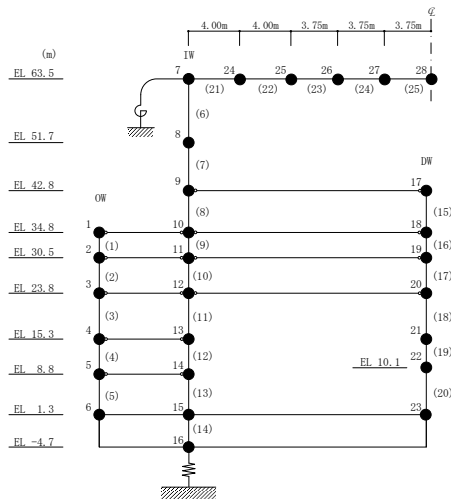 ℄
4.00m 4.00m 3.75m 3.75m 3.75m
(m) IW
7 24 25 26 27 28
EL 63.5
(21) (22) (23) (24) (25)
(6)
EL 51.7 8
(7) DW
EL 42.8 9 17
OW (8) (15)
EL 34.8 1 10 18
(1) (9) (16)
EL 30.5 2 11 19
(2) (10) (17)
EL 23.8 3 12 20
(3) (11) (18)
EL 15.3 4 13 21
(4) (12) (19)
EL 8.8 5 14 EL 10.1 22
(5) (13) (20)
EL 1.3 6 15 23
(14)
EL -4.7 16